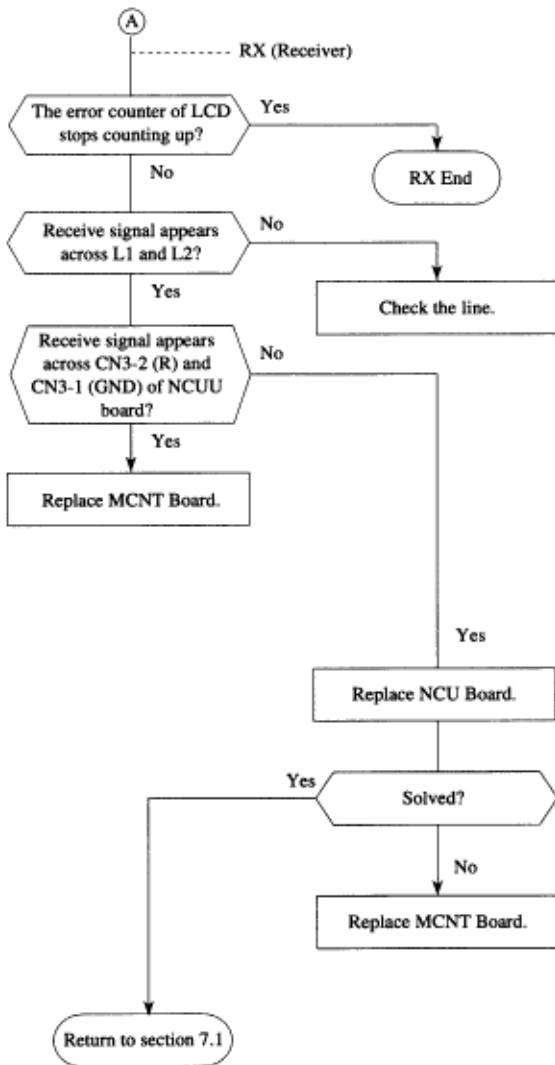 A
RX (Receiver)
The error counter of LCD
stops counting up?
Yes
RX End
No
Receive signal appears
across L1 and L2?
No
Check the line.
Yes
Receive signal appears
across CN3-2 (R) and
CN3-1 (GND) of NCUU
board?
No
Yes
Replace MCNT Board.
Yes
Replace NCU Board.
Yes
Solved?
No
Replace MCNT Board.
Return to section 7.1